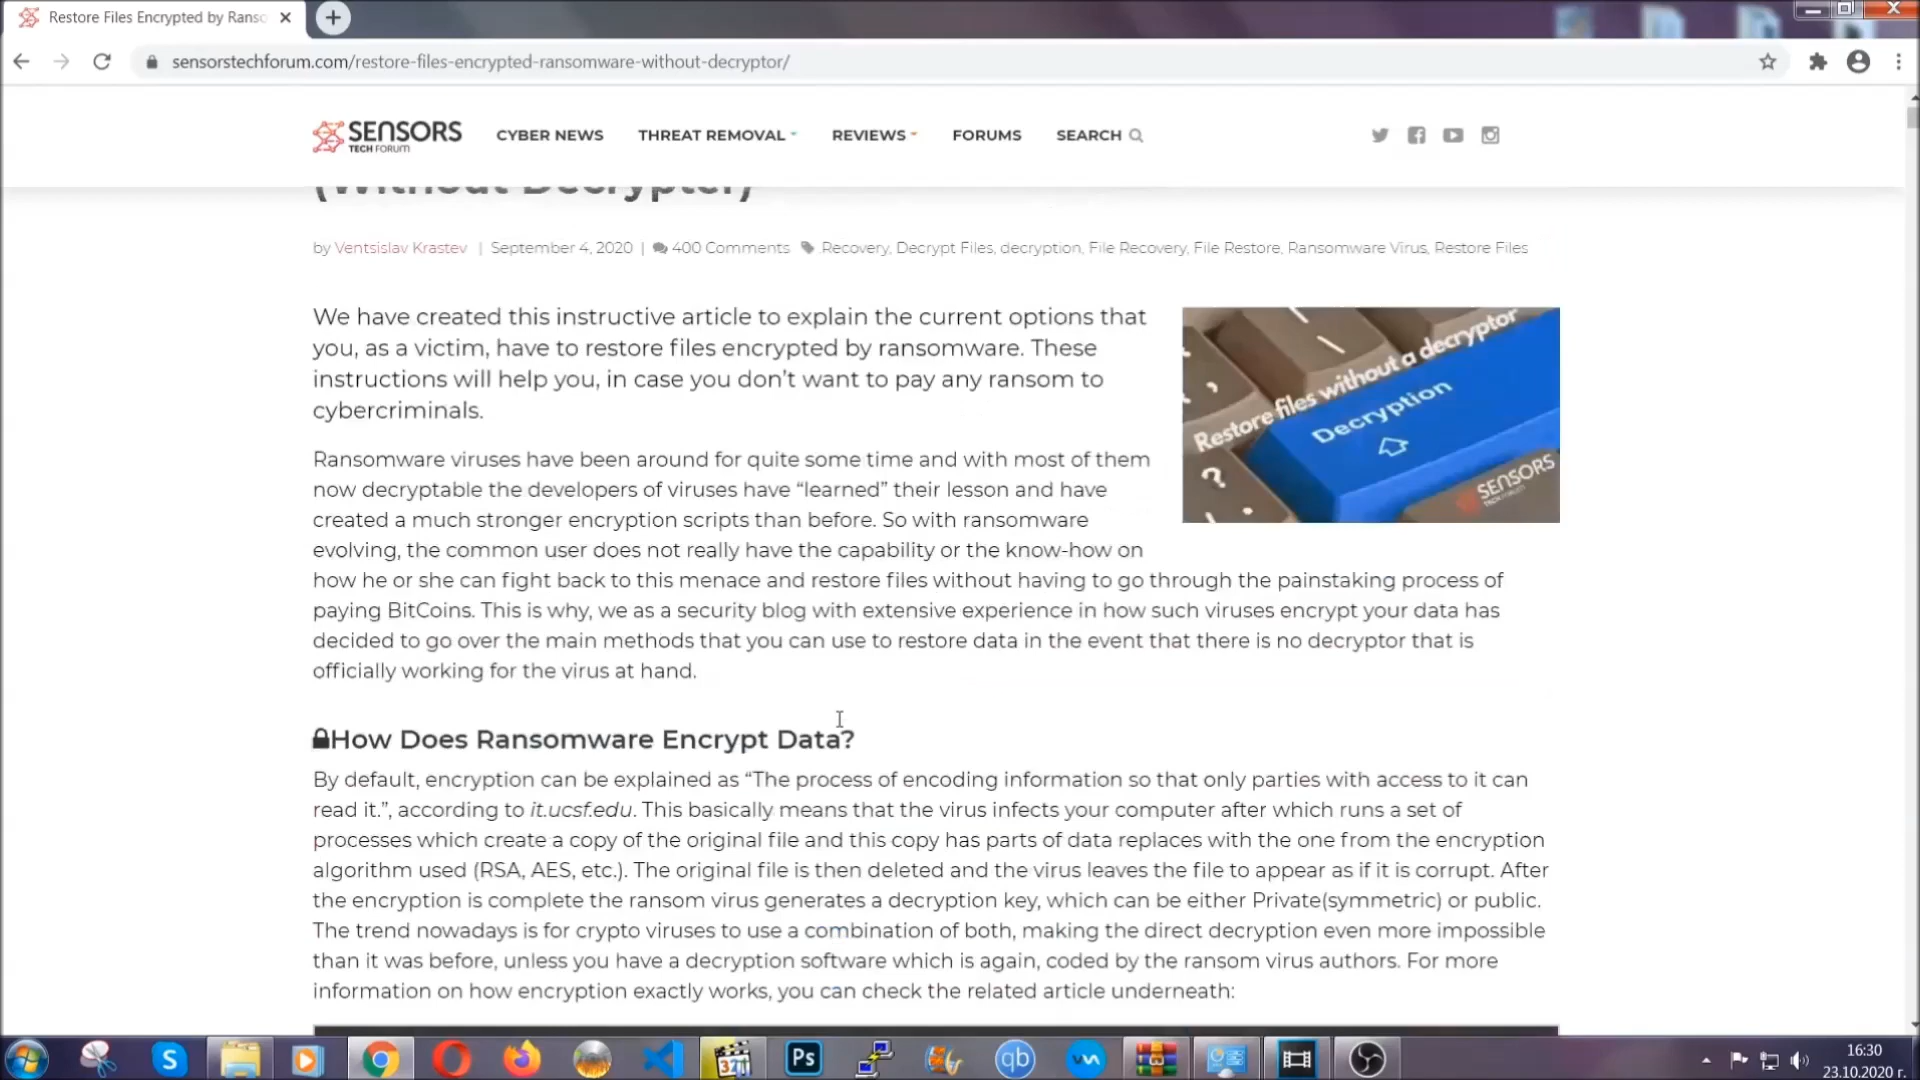 Restore Files Encrypted by Ranso
sensorstechforum.com/restore-files-encrypted-ransomware-without-decryptor/
SENSORS
TECH FORUM
CYBER NEWS
THREAT REMOVAL
REVIEWS
FORUMS
SEARCH
(Without Decrypter)
by Ventsislav Krastev | September 4, 2020 | 400 Comments Recovery, Decrypt Files, decryption, File Recovery, File Restore, Ransomware Virus, Restore Files
We have created this instructive article to explain the current options that
you, as a victim, have to restore files encrypted by ransomware. These
instructions will help you, in case you don’t want to pay any ransom to
cybercriminals.
Restore files without a decryptor
Decryption
SENSORS
Ransomware viruses have been around for quite some time and with most of them
now decryptable the developers of viruses have “learned” their lesson and have
created a much stronger encryption scripts than before. So with ransomware
evolving, the common user does not really have the capability or the know-how on
how he or she can fight back to this menace and restore files without having to go through the painstaking process of
paying BitCoins. This is why, we as a security blog with extensive experience in how such viruses encrypt your data has
decided to go over the main methods that you can use to restore data in the event that there is no decryptor that is
officially working for the virus at hand.
How Does Ransomware Encrypt Data?
By default, encryption can be explained as “The process of encoding information so that only parties with access to it can
read it.”, according to it.ucsf.edu. This basically means that the virus infects your computer after which runs a set of
processes which create a copy of the original file and this copy has parts of data replaces with the one from the encryption
algorithm used (RSA, AES, etc.). The original file is then deleted and the virus leaves the file to appear as if it is corrupt. After
the encryption is complete the ransom virus generates a decryption key, which can be either Private(symmetric) or public.
The trend nowadays is for crypto viruses to use a combination of both, making the direct decryption even more impossible
than it was before, unless you have a decryption software which is again, coded by the ransom virus authors. For more
information on how encryption exactly works, you can check the related article underneath:
S
321
Ps
qb
16:30
23.10.2020 г.